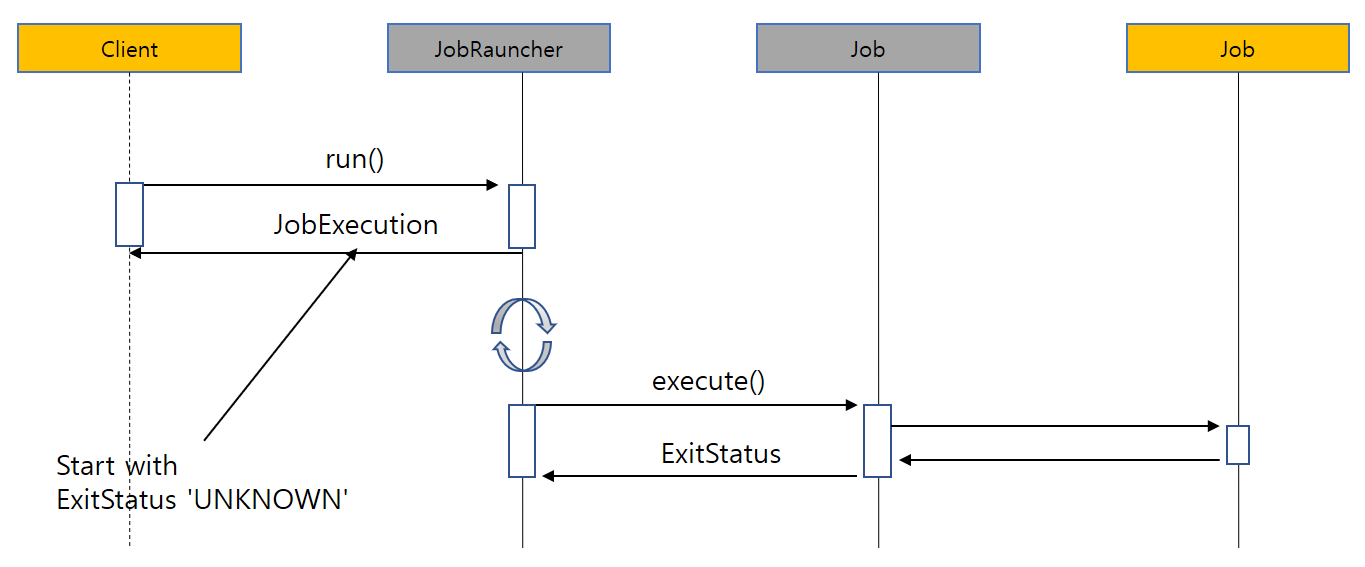 Client
JobRauncher
Job
Job
run()
JobExecution
execute()
ExitStatus
Start with
ExitStatus 'UNKNOWN'